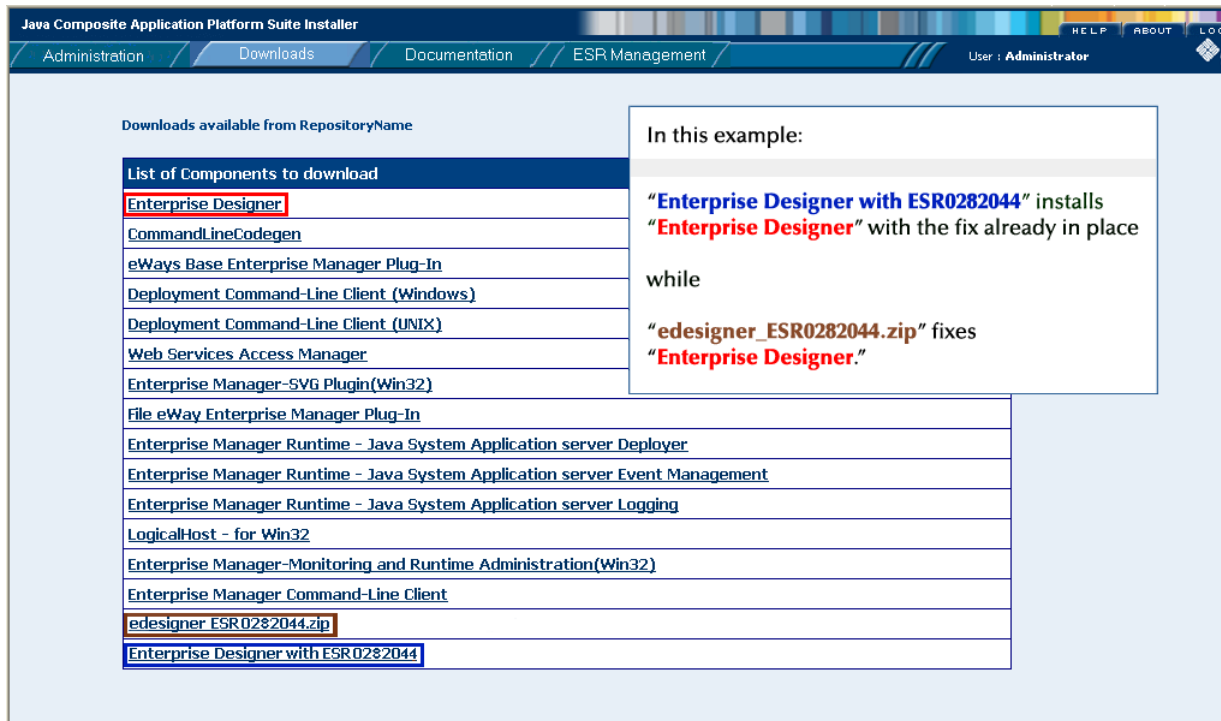 Java Composite Application Platform Suite Installer
HELP ABOUT
Administration Downloads Documentation ESR Management User : Administrator
Downloads available from RepositoryName
List of Components to download
Enterprise Designer
CommandLineCodegen
eWays Base Enterprise Manager Plug-In
Deployment Command-Line Client (Windows)
Deployment Command-Line Client (UNIX)
Web Services Access Manager
Enterprise Manager-SVG Plugin(Win32)
File eWay Enterprise Manager Plug-In
Enterprise Manager Runtime - Java System Application server Deployer
Enterprise Manager Runtime - Java System Application server Event Management
Enterprise Manager Runtime - Java System Application server Logging
LogicalHost - for Win32
Enterprise Manager-Monitoring and Runtime Administration(Win32)
Enterprise Manager Command-Line Client
edesigner ESR0282044.zip
Enterprise Designer with ESR0282044
In this example:
“Enterprise Designer with ESR0282044” installs
“Enterprise Designer” with the fix already in place
while
“edesigner_ESR0282044.zip” fixes
“Enterprise Designer.”